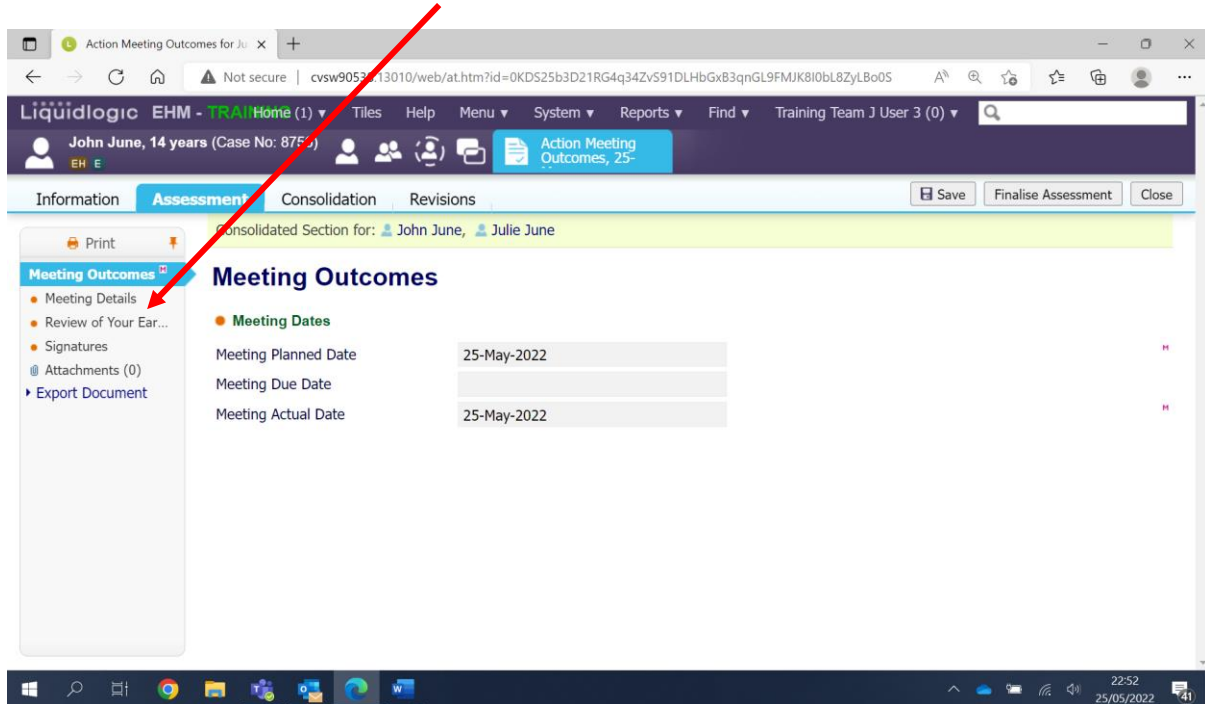 Action Meeting Outcomes for Ju
Not secure | cvsw90536:13010/web/at.htm?id=0KDS25b3D21RG4q34ZvS91DLHbGxB3qnGL9FMJK8I0bL8ZyLBo0S
Liquidlogic EHM - TRAI Home (1) Tiles Help Menu System Reports Find Training Team J User 3 (0)
John June, 14 years (Case No: 875
EH E
Action Meeting
Outcomes, 25-
Information Assessment Consolidation Revisions Save Finalise Assessment Close
Print
Consolidated Section for: John June, Julie June
Meeting Outcomes M
Meeting Details
Review of Your Ear...
Signatures
Attachments (0)
Export Document
Meeting Outcomes
Meeting Dates
Meeting Planned Date 25-May-2022 M
Meeting Due Date
Meeting Actual Date 25-May-2022 M
22:52
25/05/2022
41